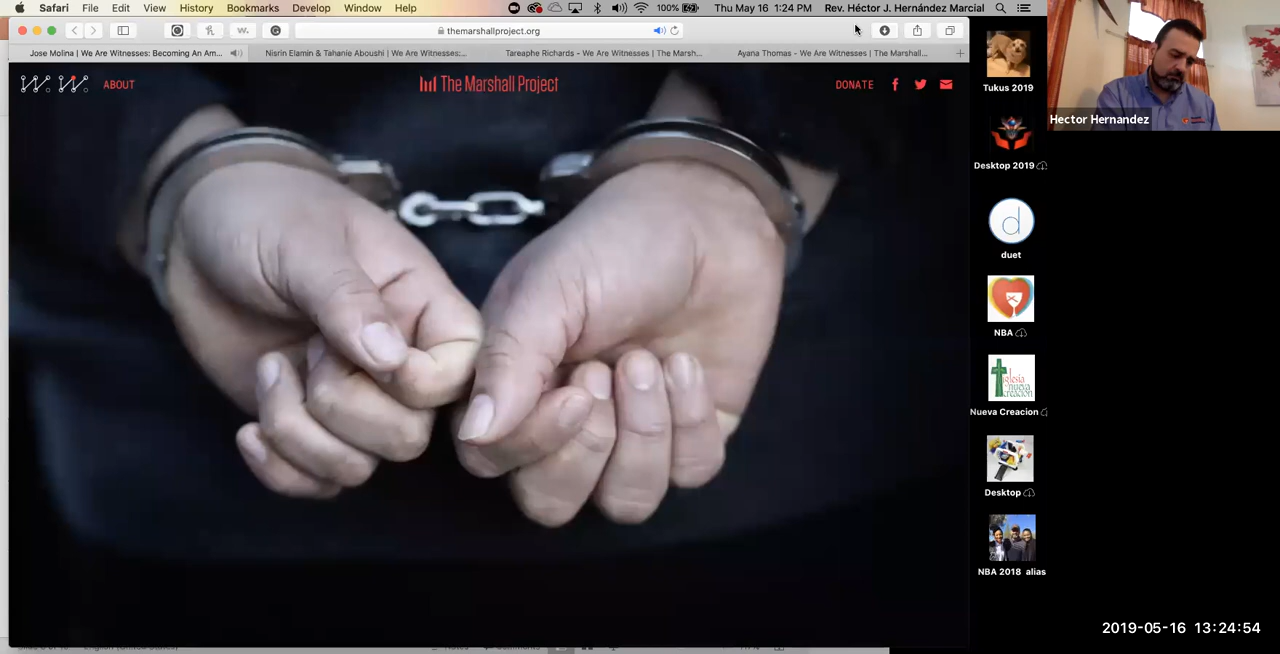 Safari File Edit View History Bookmarks Develop Window Help 100% Thu May 16 1:24 PM Rev. Héctor J. Hernández Marcial
themarshallproject.org
Jose Molina | We Are Witnesses: Becoming An Am... Nisrin Elamin & Tahanie Aboushi | We Are Witnesses:... Tareaphe Richards - We Are Witnesses | The Marsh... Ayana Thomas - We Are Witnesses | The Marshall...
ABOUT The Marshall Project DONATE
Tukus 2019
Hector Hernandez
Desktop 2019
d
duet
NBA
Iglesia
nueva
creacion
Nueva Creacion
Desktop
NBA 2018 alias
2019-05-16 13:24:54